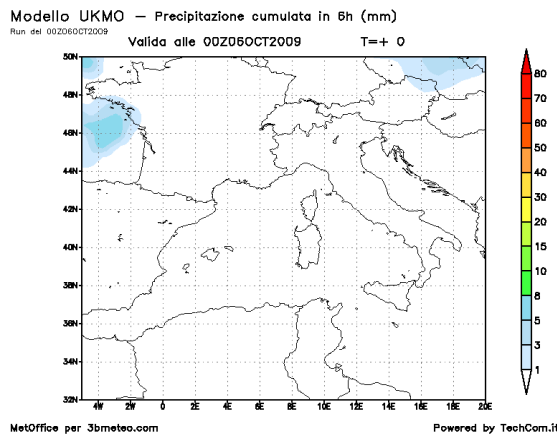 Modello UKMO – Precipitazione cumulata in 6h (mm)
Run del 00Z06OCT2009
Valida alle 00Z06OCT2009 T=+ 0
50N
48N
46N
44N
42N
40N
38N
36N
34N
32N
4W 2W 0 2E 4E 6E 8E 10E 12E 14E 16E 18E 20E
80
70
60
50
40
30
20
15
10
8
5
3
1
MetOffice per 3bmeteo.com Powered by TechCom.it